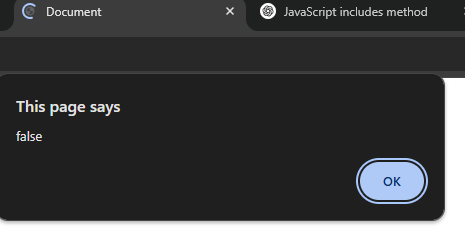 Document
JavaScript includes method
This page says
false
OK